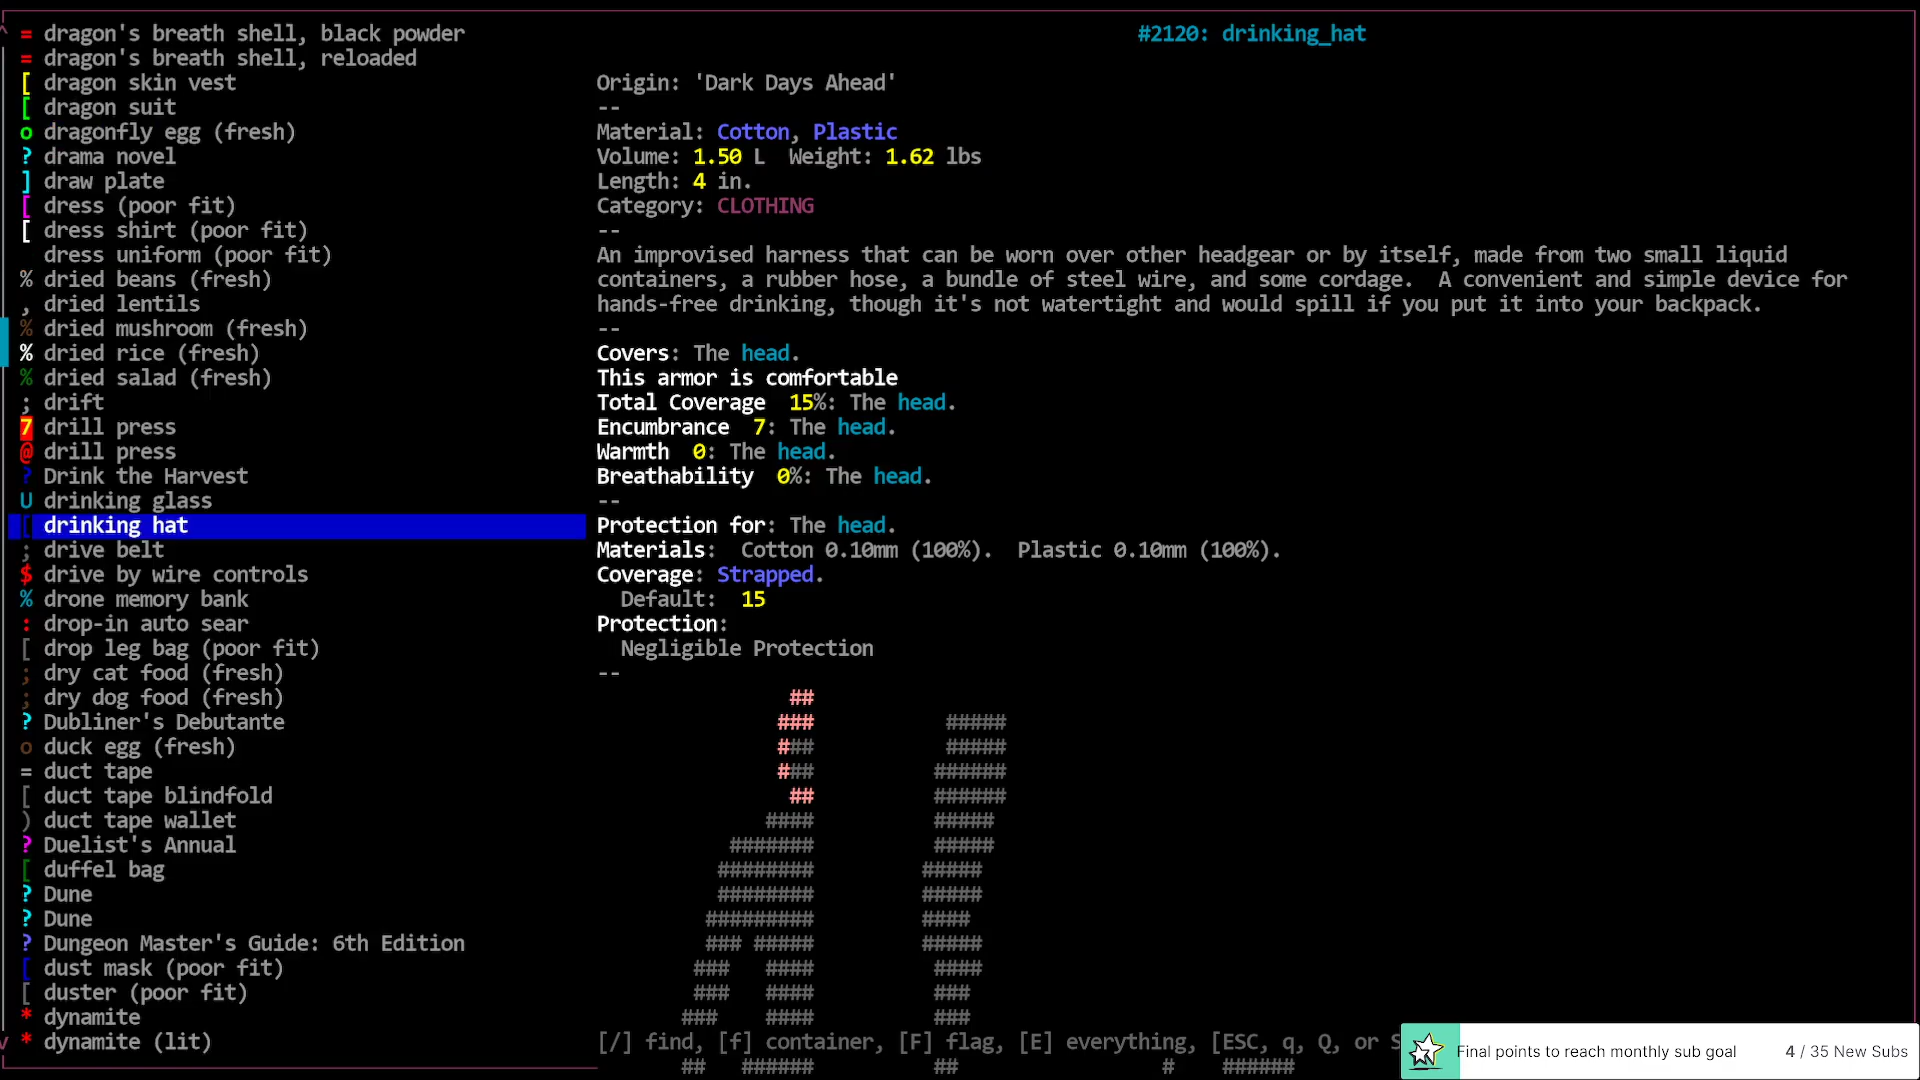 = dragon's breath shell, black powder
= dragon's breath shell, reloaded
[ dragon skin vest
[ dragon suit
o dragonfly egg (fresh)
? drama novel
] draw plate
[ dress (poor fit)
[ dress shirt (poor fit)
dress uniform (poor fit)
% dried beans (fresh)
, dried lentils
% dried mushroom (fresh)
% dried rice (fresh)
% dried salad (fresh)
; drift
7 drill press
@ drill press
? Drink the Harvest
U drinking glass
[ drinking hat
; drive belt
$ drive by wire controls
% drone memory bank
: drop-in auto sear
[ drop leg bag (poor fit)
; dry cat food (fresh)
; dry dog food (fresh)
? Dubliner's Debutante
o duck egg (fresh)
= duct tape
[ duct tape blindfold
) duct tape wallet
? Duelist's Annual
[ duffel bag
? Dune
? Dune
? Dungeon Master's Guide: 6th Edition
[ dust mask (poor fit)
[ duster (poor fit)
* dynamite
* dynamite (lit)
#2120: drinking_hat
Origin: 'Dark Days Ahead'
--
Material: Cotton, Plastic
Volume: 1.50 L  Weight: 1.62 lbs
Length: 4 in.
Category: CLOTHING
--
An improvised harness that can be worn over other headgear or by itself, made from two small liquid
containers, a rubber hose, a bundle of steel wire, and some cordage.  A convenient and simple device for
hands-free drinking, though it's not watertight and would spill if you put it into your backpack.
--
Covers: The head.
This armor is comfortable
Total Coverage  15%: The head.
Encumbrance  7: The head.
Warmth  0: The head.
Breathability  0%: The head.
--
Protection for: The head.
Materials:  Cotton 0.10mm (100%).  Plastic 0.10mm (100%).
Coverage: Strapped.
Default:  15
Protection:
Negligible Protection
--
##
### #####
### #####
### ######
## ######
#### #####
####### #####
######## #####
######## #####
######### ####
### ##### #####
### #### ####
### #### ###
### #### ###
[/] find, [f] container, [F] flag, [E] everything, [ESC, q, Q, or S
## ###### ## # ######
Final points to reach monthly sub goal
4 / 35 New Subs